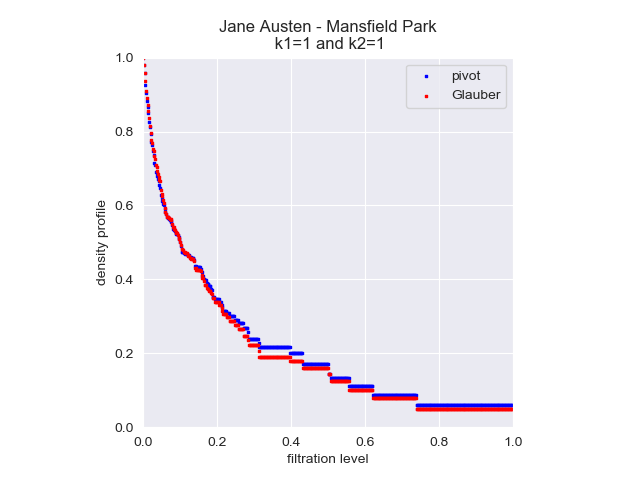 Jane Austen - Mansfield Park
k1=1 and k2=1
pivot
Glauber
density profile
1.0
0.8
0.6
0.4
0.2
0.0
0.0 0.2 0.4 0.6 0.8 1.0
filtration level